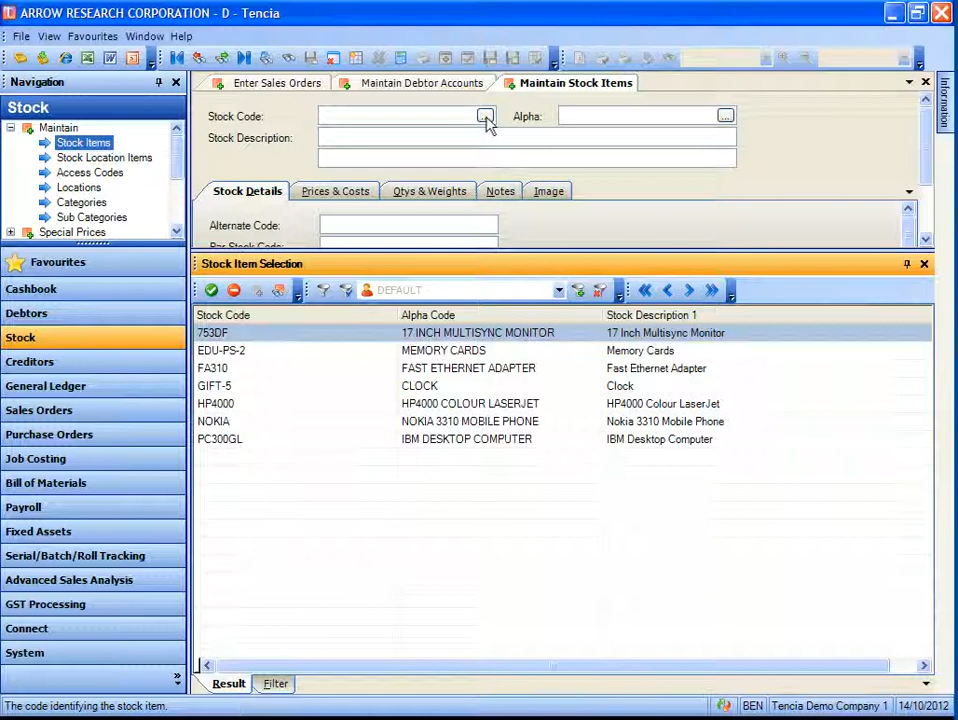 ARROW RESEARCH CORPORATION - D - Tencia
File View Favourites Window Help
Navigation
Enter Sales Orders Maintain Debtor Accounts Maintain Stock Items
Information
Stock
Maintain
Stock Items
Stock Location Items
Access Codes
Locations
Categories
Sub Categories
Special Prices
Favourites
Cashbook
Debtors
Stock
Creditors
General Ledger
Sales Orders
Purchase Orders
Job Costing
Bill of Materials
Payroll
Fixed Assets
Serial/Batch/Roll Tracking
Advanced Sales Analysis
GST Processing
Connect
System
Stock Code: ... Alpha: ...
Stock Description:
Stock Details Prices & Costs Qtys & Weights Notes Image
Alternate Code:
Stock Item Selection
DEFAULT
Stock Code Alpha Code Stock Description 1
753DF 17 INCH MULTISYNC MONITOR 17 Inch Multisync Monitor
EDU-PS-2 MEMORY CARDS Memory Cards
FA310 FAST ETHERNET ADAPTER Fast Ethernet Adapter
GIFT-5 CLOCK Clock
HP4000 HP4000 COLOUR LASERJET HP4000 Colour LaserJet
NOKIA NOKIA 3310 MOBILE PHONE Nokia 3310 Mobile Phone
PC300GL IBM DESKTOP COMPUTER IBM Desktop Computer
Result Filter
The code identifying the stock item. BEN Tencia Demo Company 1 14/10/2012